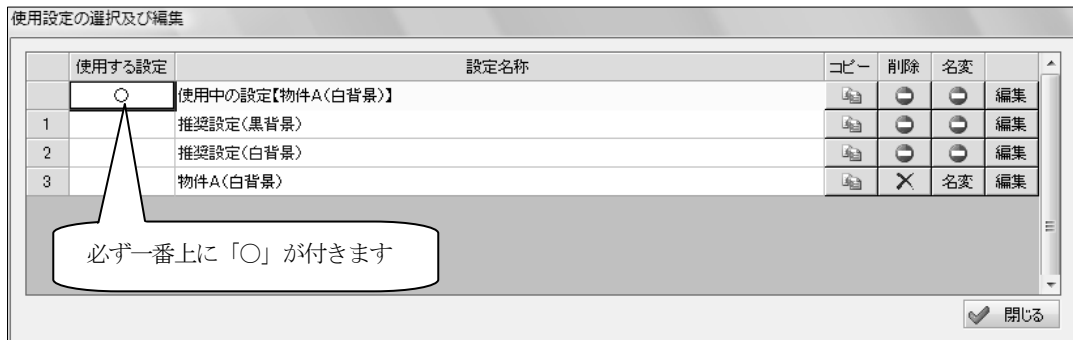 使用設定の選択及び編集
使用する設定 設定名称 コピー 削除 名変
○ 使用中の設定【物件A(白背景)】 編集
1 推奨設定(黒背景) 編集
2 推奨設定(白背景) 編集
3 物件A(白背景) 名変 編集
必ず一番上に「○」が付きます
閉じる